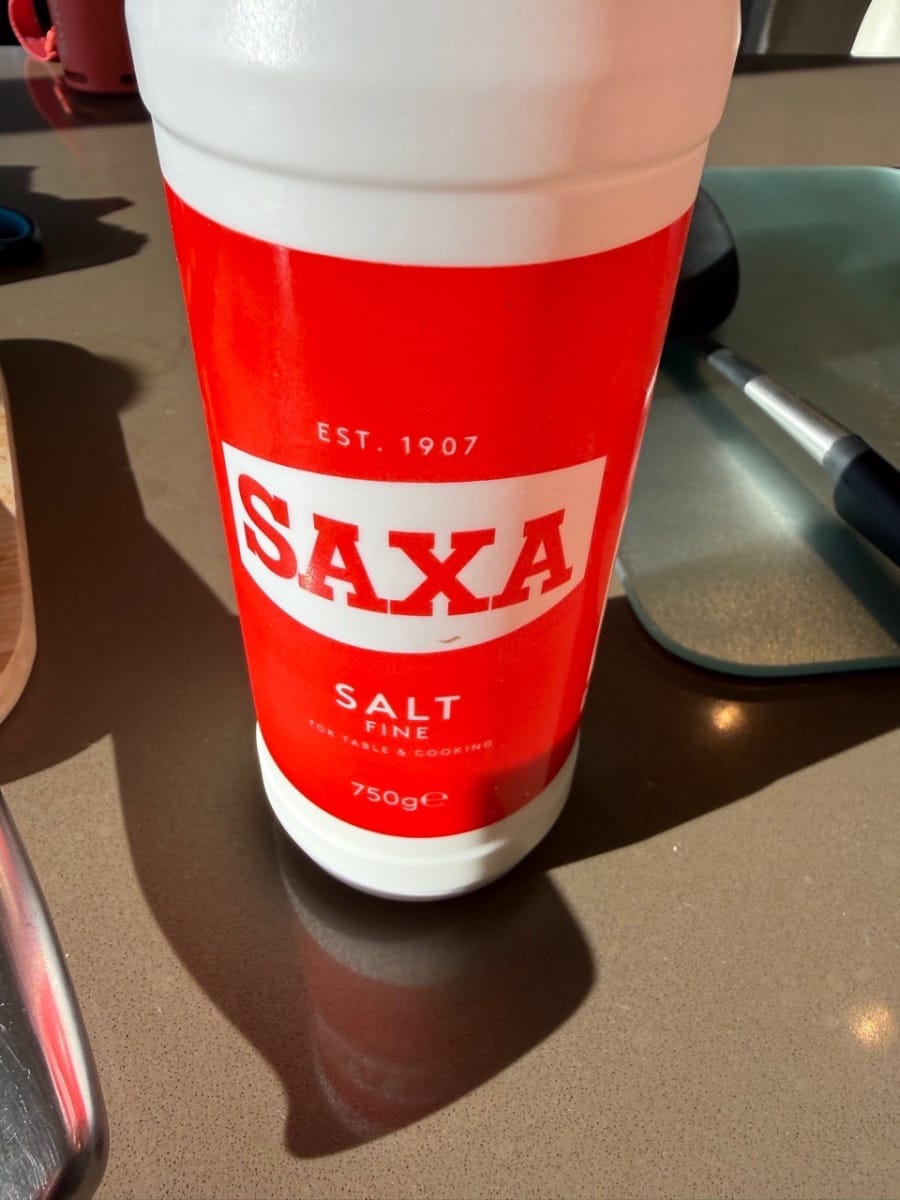 EST. 1907
SAXA
SALT
FINE
FOR TABLE & COOKING
750g℮